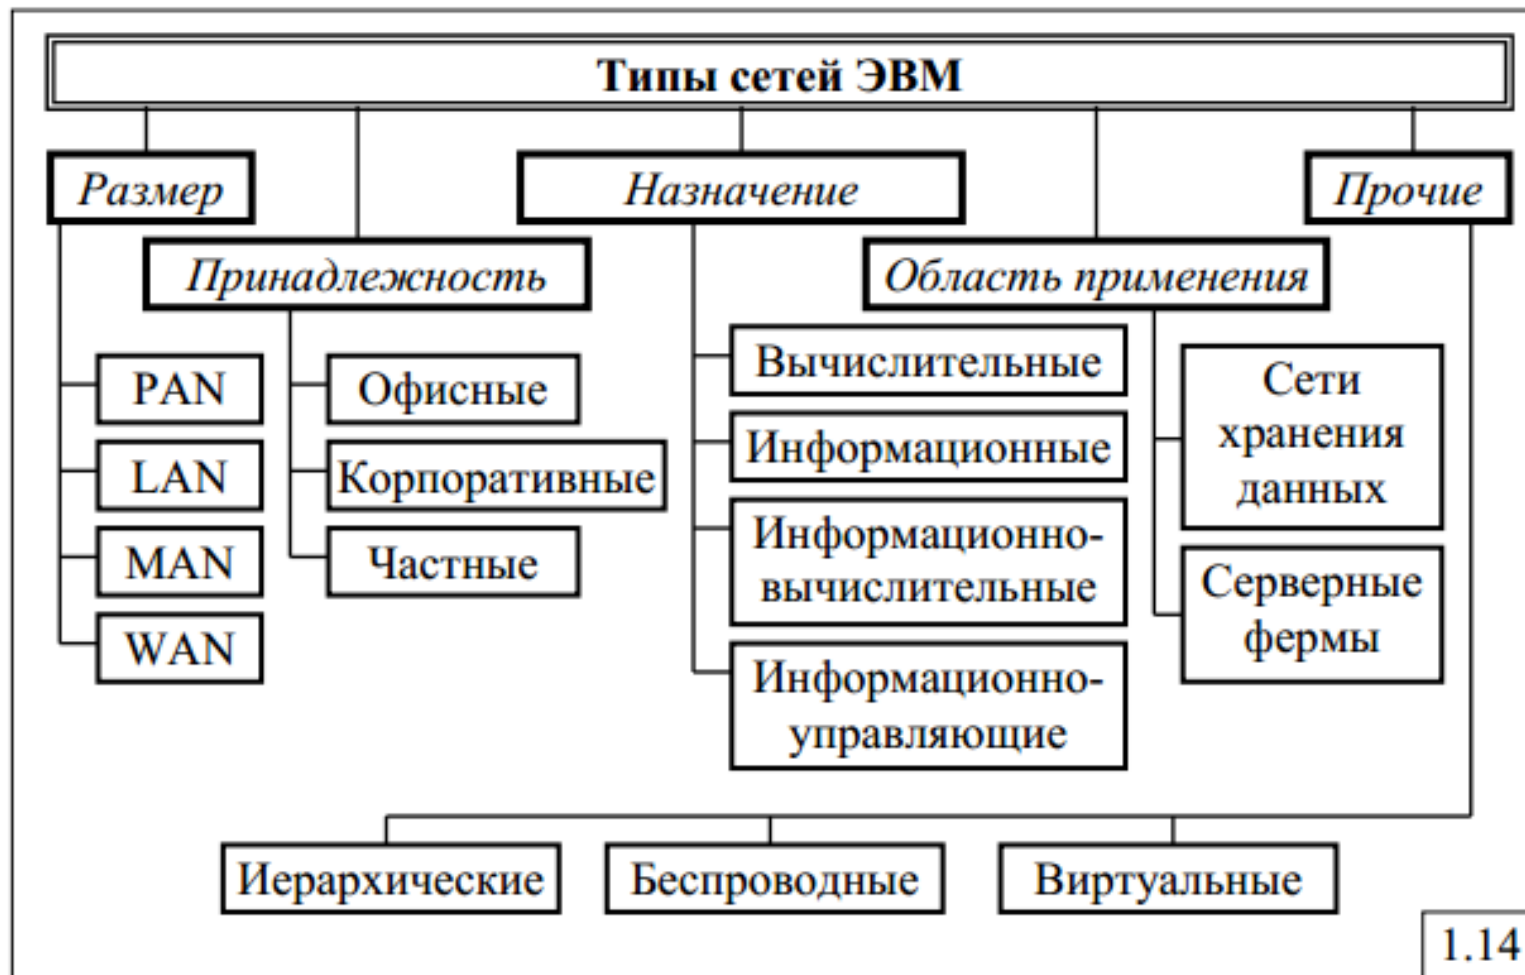 Типы сетей ЭВМ
Размер
Назначение
Прочие
Принадлежность
Область применения
PAN
LAN
MAN
WAN
Офисные
Корпоративные
Частные
Вычислительные
Информационные
Информационно-
вычислительные
Информационно-
управляющие
Сети
хранения
данных
Серверные
фермы
Иерархические
Беспроводные
Виртуальные
1.14